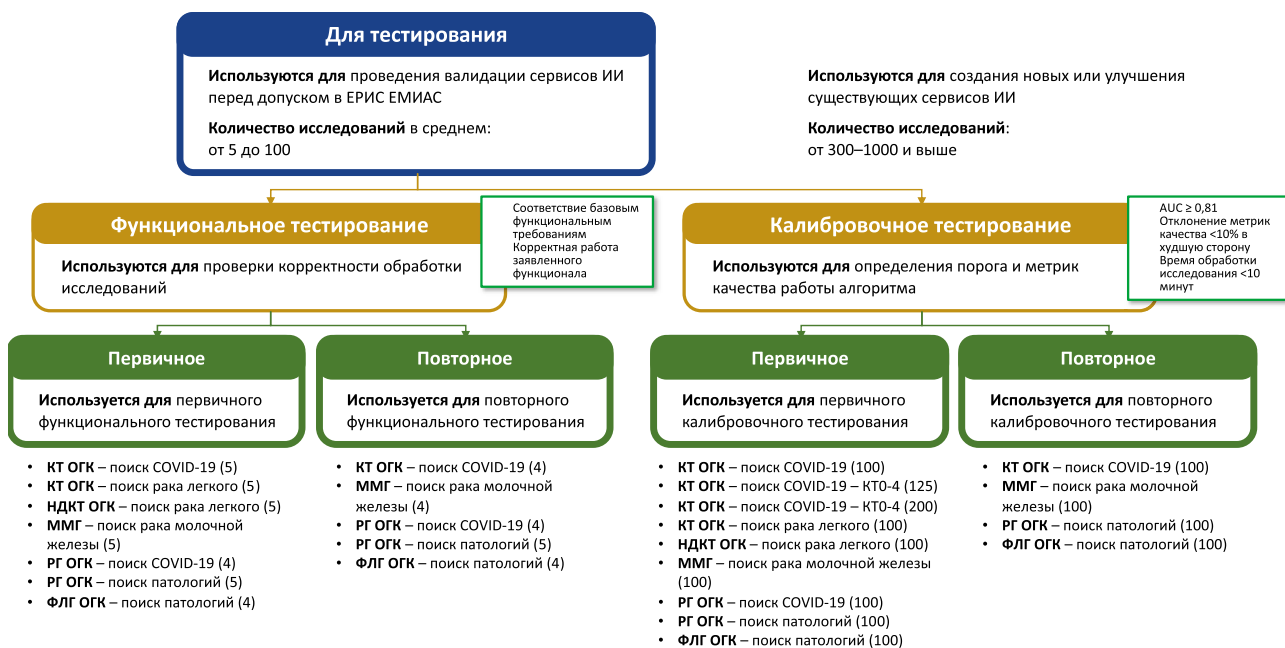 Для тестирования
Используются для проведения валидации сервисов ИИ
перед допуском в ЕРИС ЕМИАС
Количество исследований в среднем:
от 5 до 100
Используются для создания новых или улучшения
существующих сервисов ИИ
Количество исследований:
от 300–1000 и выше
Функциональное тестирование
Используются для проверки корректности обработки
исследований
Соответствие базовым
функциональным
требованиям
Корректная работа
заявленного
функционала
Калибровочное тестирование
Используются для определения порога и метрик
качества работы алгоритма
AUC ≥ 0,81
Отклонение метрик
качества <10% в
худшую сторону
Время обработки
исследования <10
минут
Первичное
Используется для первичного
функционального тестирования
• КТ ОГК – поиск COVID-19 (5)
• КТ ОГК – поиск рака легкого (5)
• НДКТ ОГК – поиск рака легкого (5)
• ММГ – поиск рака молочной
железы (5)
• РГ ОГК – поиск COVID-19 (4)
• РГ ОГК – поиск патологий (5)
• ФЛГ ОГК – поиск патологий (4)
Повторное
Используется для повторного
функционального тестирования
• КТ ОГК – поиск COVID-19 (4)
• ММГ – поиск рака молочной
железы (4)
• РГ ОГК – поиск COVID-19 (4)
• РГ ОГК – поиск патологий (5)
• ФЛГ ОГК – поиск патологий (4)
Первичное
Используется для первичного
калибровочного тестирования
• КТ ОГК – поиск COVID-19 (100)
• КТ ОГК – поиск COVID-19 – КТ0-4 (125)
• КТ ОГК – поиск COVID-19 – КТ0-4 (200)
• КТ ОГК – поиск рака легкого (100)
• НДКТ ОГК – поиск рака легкого (100)
• ММГ – поиск рака молочной железы
(100)
• РГ ОГК – поиск COVID-19 (100)
• РГ ОГК – поиск патологий (100)
• ФЛГ ОГК – поиск патологий (100)
Повторное
Используется для повторного
калибровочного тестирования
• КТ ОГК – поиск COVID-19 (100)
• ММГ – поиск рака молочной
железы (100)
• РГ ОГК – поиск патологий (100)
• ФЛГ ОГК – поиск патологий (100)